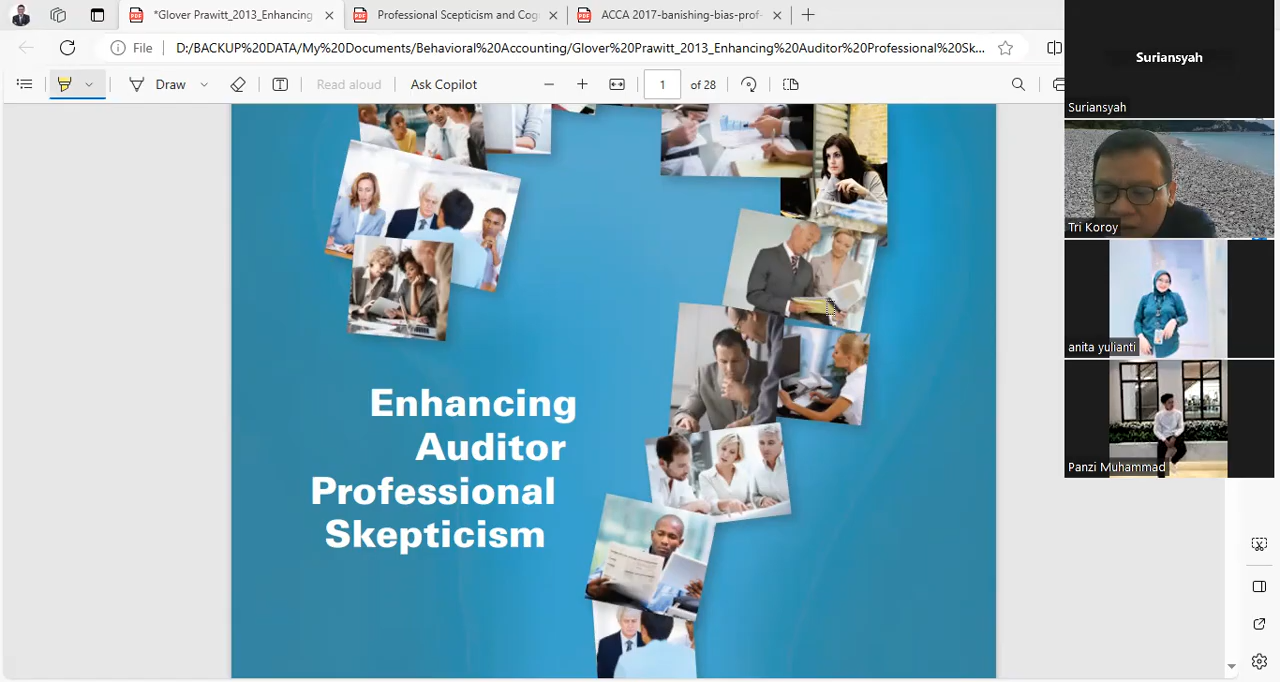 *Glover Prawitt_2013_Enhancing
Professional Scepticism and Cog
ACCA 2017-banishing-bias-prof-
File
D:/BACKUP%20DATA/My%20Documents/Behavioral%20Accounting/Glover%20Prawitt_2013_Enhancing%20Auditor%20Professional%20Sk...
Draw
Read aloud
Ask Copilot
1 of 28
Enhancing
Auditor
Professional
Skepticism
Suriansyah
Suriansyah
Tri Koroy
anita yulianti
Panzi Muhammad